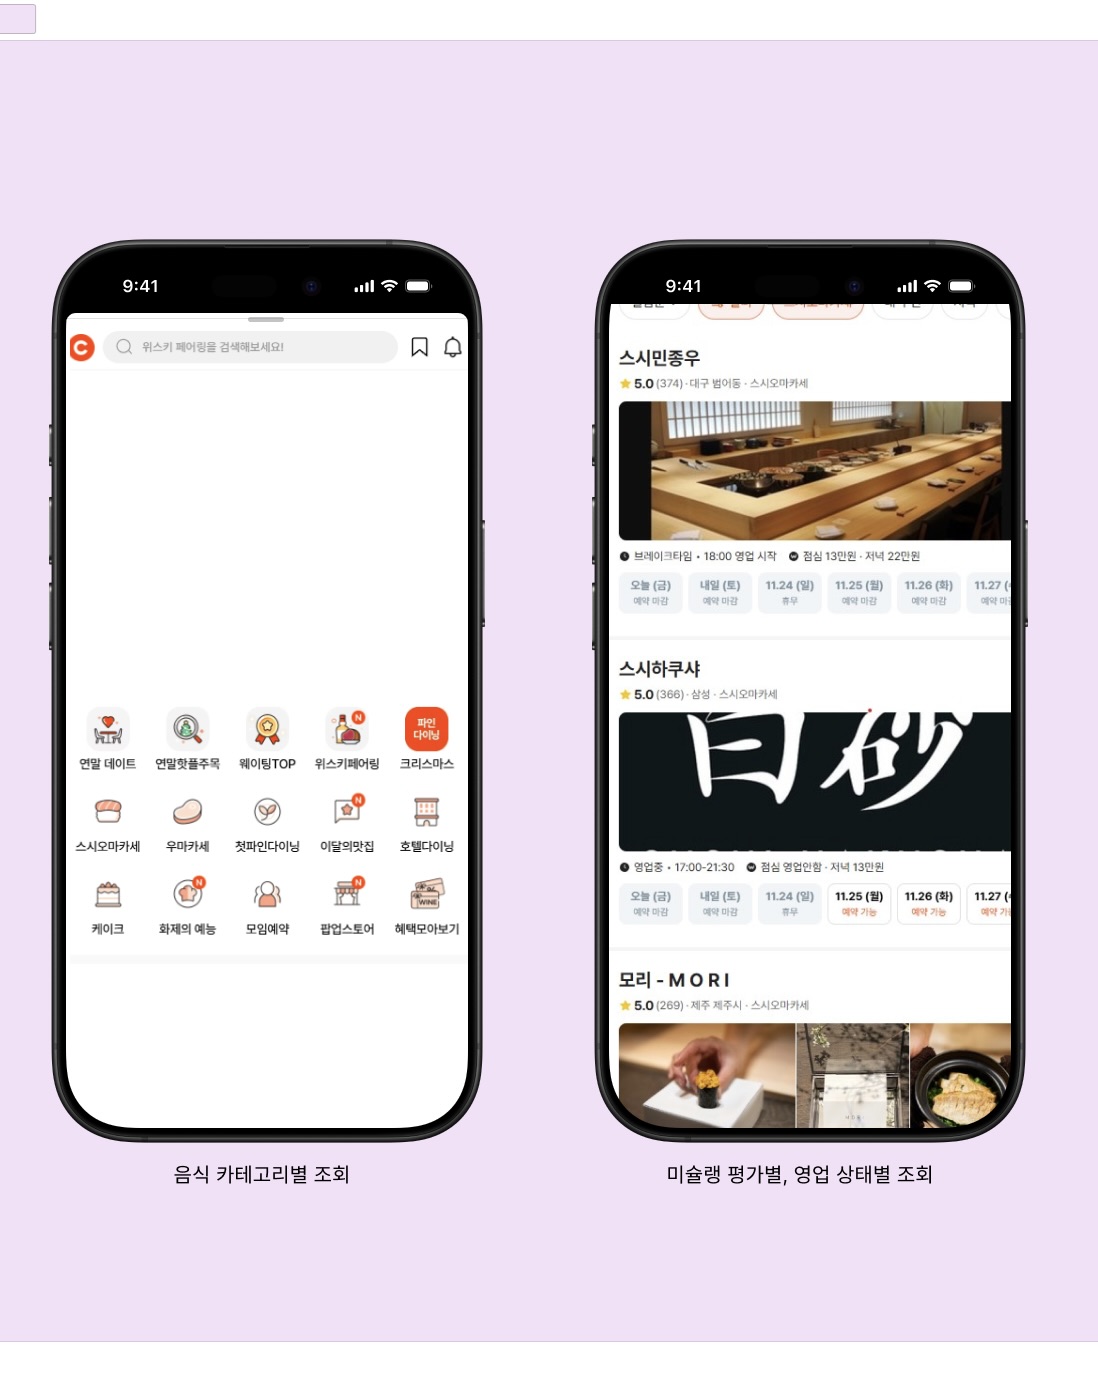 9:41
위스키 페어링을 검색해보세요!
N
파인
다이닝
연말 데이트
연말핫플주목
웨이팅TOP
위스키페어링
크리스마스
N
스시오마카세
우마카세
첫파인다이닝
이달의맛집
호텔다이닝
N
N
WINE
케이크
화제의 예능
모임예약
팝업스토어
혜택모아보기
음식 카테고리별 조회
9:41
스시민종우
5.0 (374) · 대구 범어동 · 스시오마카세
브레이크타임 • 18:00 영업 시작 점심 13만원 · 저녁 22만원
오늘 (금) 내일 (토) 11.24 (일) 11.25 (월) 11.26 (화) 11.27
예약 마감 예약 마감 휴무 예약 마감 예약 마감 예약 마
스시하쿠샤
5.0 (366) · 삼성 · 스시오마카세
白砂
영업중 • 17:00-21:30 점심 영업안함 · 저녁 13만원
오늘 (금) 내일 (토) 11.24 (일) 11.25 (월) 11.26 (화) 11.27
예약 마감 예약 마감 휴무 예약 가능 예약 가능 예약 가
모리 - M O R I
5.0 (269) · 제주 제주시 · 스시오마카세
미슐랭 평가별, 영업 상태별 조회